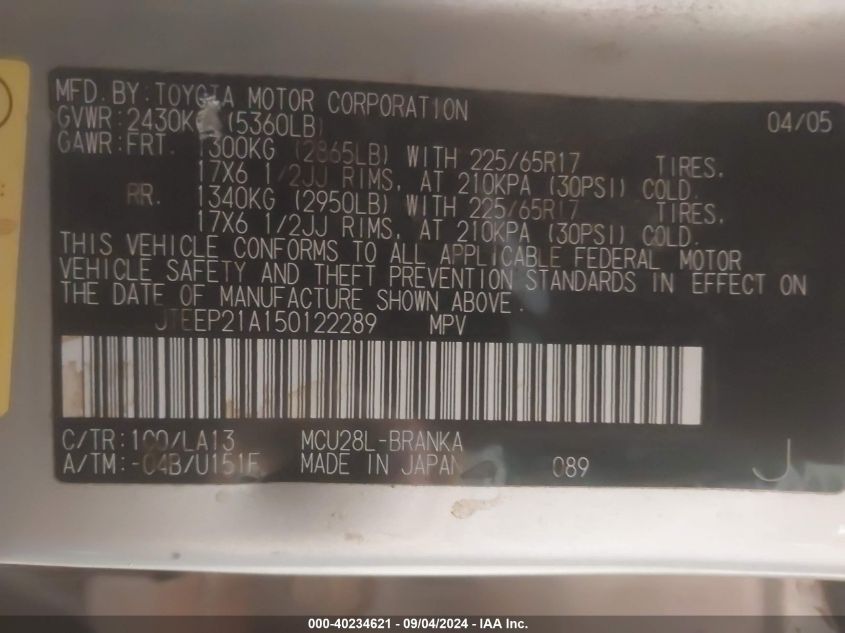 MFD. BY: TOYOTA MOTOR CORPORATION 04/05
GVWR: 2430KG (5360LB)
GAWR: FRT. 1300KG (2865LB) WITH 225/65R17 TIRES,
17X6 1/2JJ RIMS, AT 210KPA (30PSI) COLD.
RR. 1340KG (2950LB) WITH 225/65R17 TIRES,
17X6 1/2JJ RIMS, AT 210KPA (30PSI) COLD.
THIS VEHICLE CONFORMS TO ALL APPLICABLE FEDERAL MOTOR
VEHICLE SAFETY AND THEFT PREVENTION STANDARDS IN EFFECT ON
THE DATE OF MANUFACTURE SHOWN ABOVE.
JTEEP21A150122289 MPV
C/TR: 1C0/LA13 MCU28L-BRANKA
A/TM: -04B/U151F MADE IN JAPAN 089 J
000-40234621 - 09/04/2024 - IAA Inc.